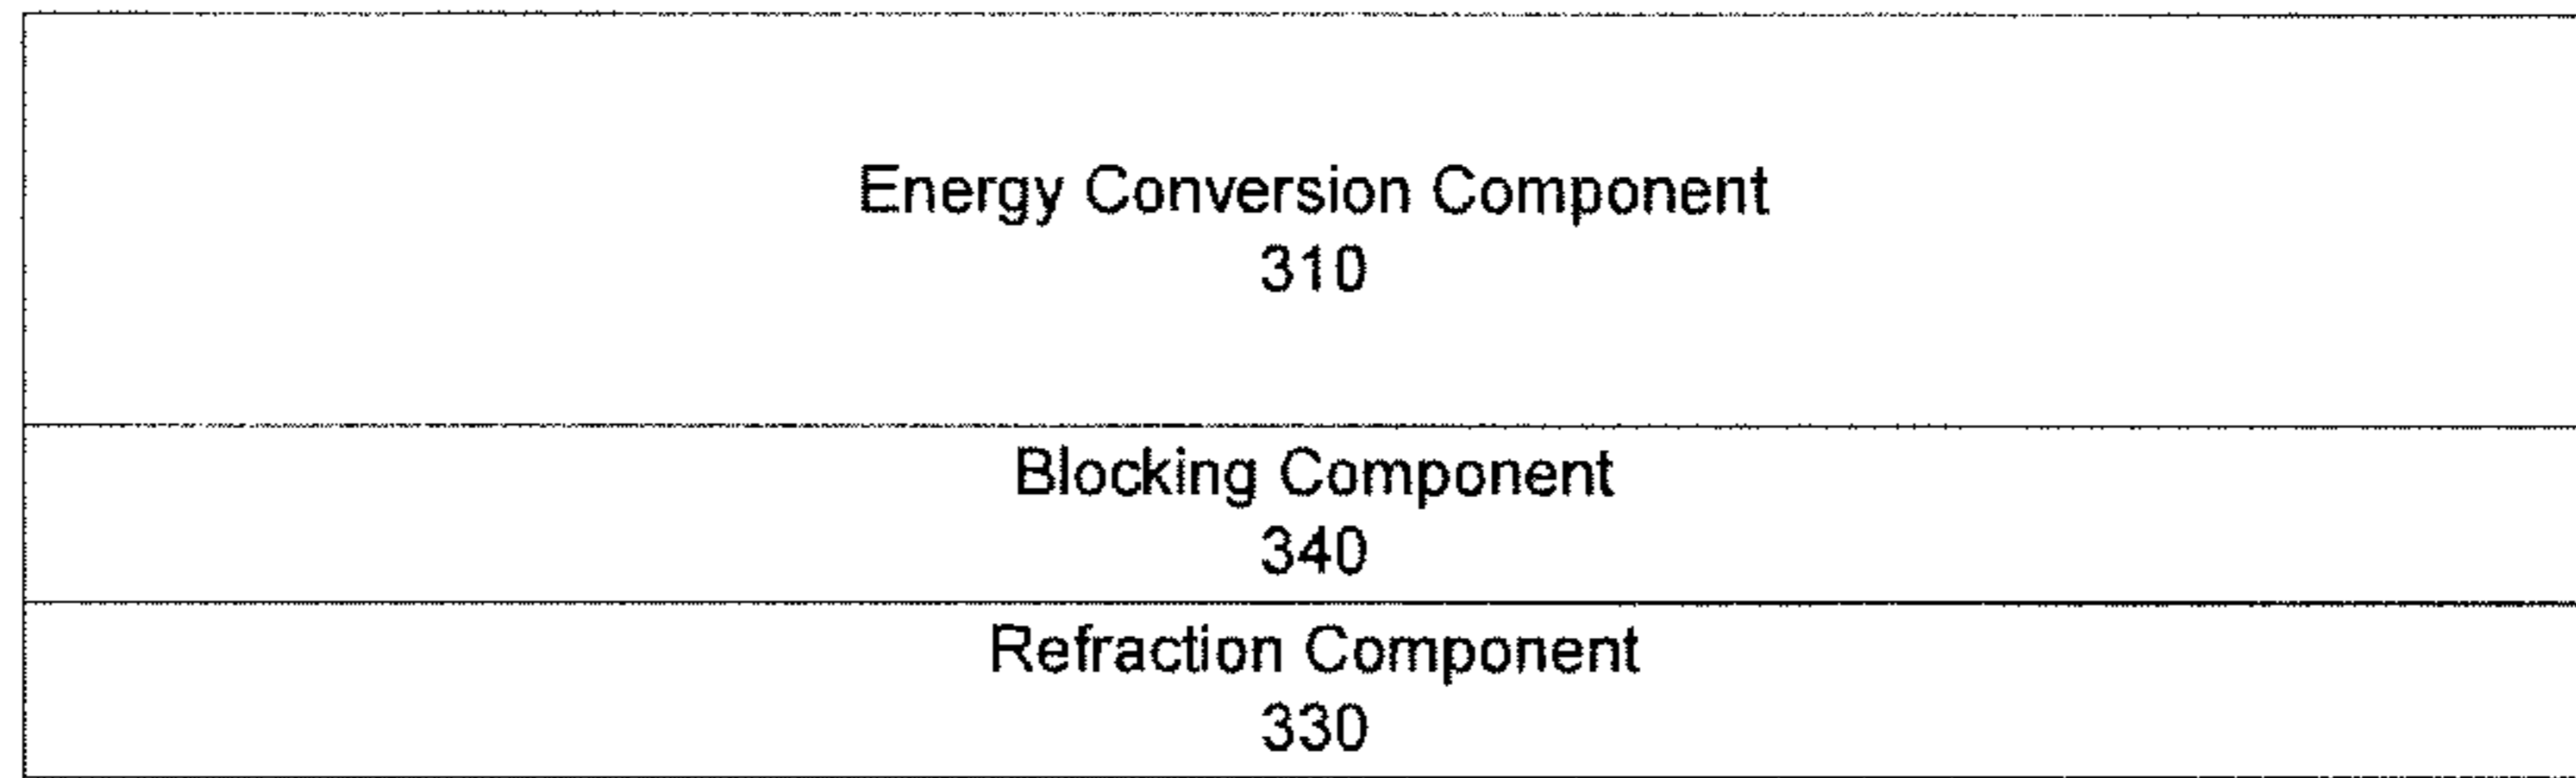 Energy Conversion Component
310
Blocking Component
340
Refraction Component
330